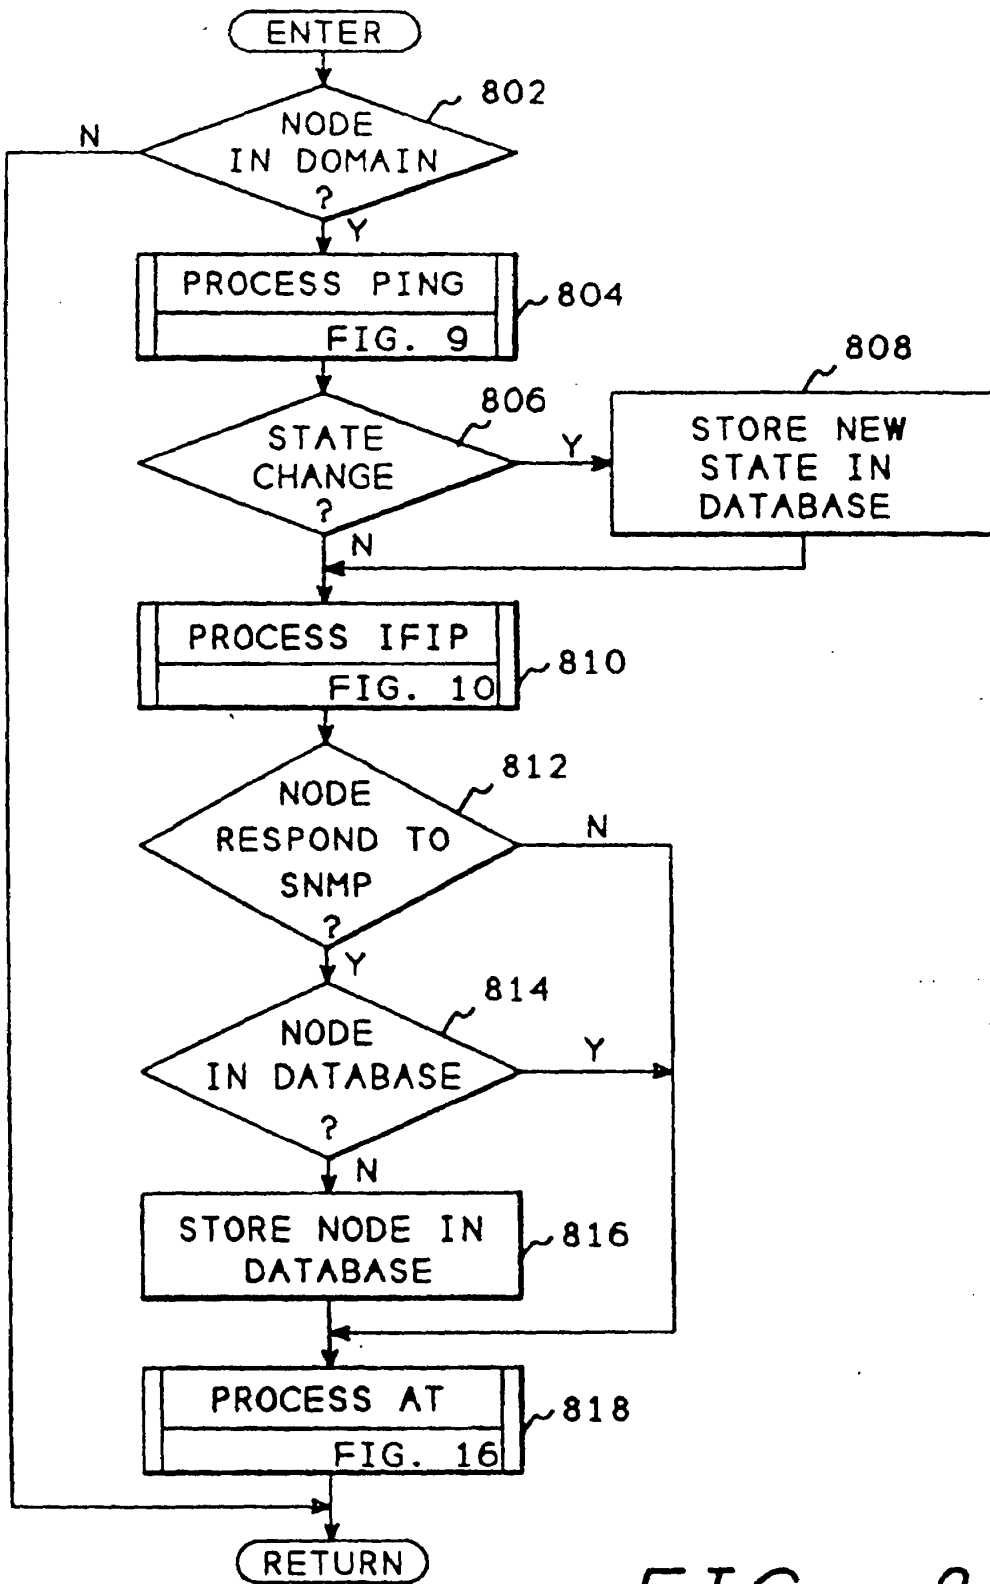 ENTER
802
NODE
IN DOMAIN
?
N
Y
PROCESS PING
FIG. 9
804
STATE
CHANGE
?
806
Y
N
808
STORE NEW
STATE IN
DATABASE
PROCESS IFIP
FIG. 10
810
812
NODE
RESPOND TO
SNMP
?
N
Y
814
NODE
IN DATABASE
?
Y
N
STORE NODE IN
DATABASE
816
PROCESS AT
FIG. 16
818
RETURN